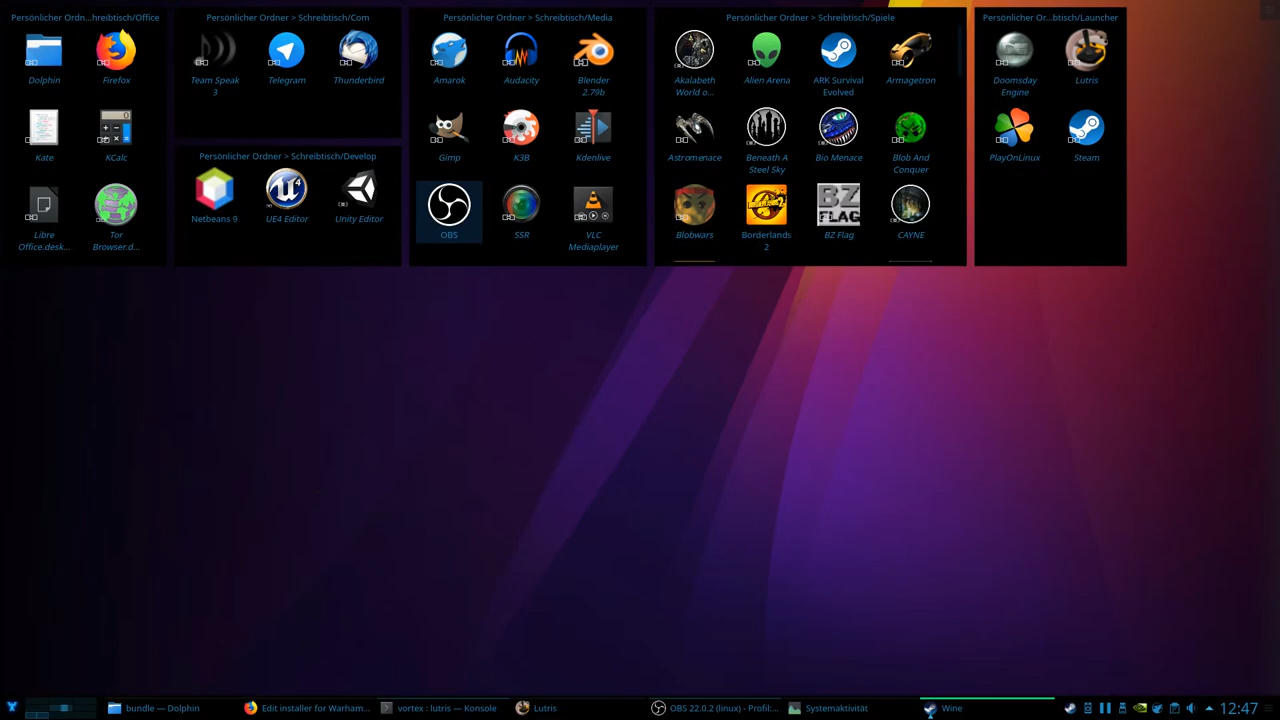 Persönlicher Ordn...hreibtisch/Office
Dolphin
Firefox
Kate
KCalc
Libre
Office.desk...
Tor
Browser.d...
Persönlicher Ordner > Schreibtisch/Com
Team Speak
3
Telegram
Thunderbird
Persönlicher Ordner > Schreibtisch/Develop
Netbeans 9
UE4 Editor
Unity Editor
Persönlicher Ordner > Schreibtisch/Media
Amarok
Audacity
Blender
2.79b
Gimp
K3B
Kdenlive
OBS
SSR
VLC
Mediaplayer
Persönlicher Ordner > Schreibtisch/Spiele
Akalabeth
World o...
Alien Arena
ARK Survival
Evolved
Armagetron
Astromenace
Beneath A
Steel Sky
Bio Menace
Blob And
Conquer
Blobwars
Borderlands
2
BZ
FLAG
BZ Flag
CAYNE
Persönlicher Or...btisch/Launcher
Doomsday
Engine
Lutris
PlayOnLinux
Steam
bundle — Dolphin
Edit installer for Warham...
vortex : lutris — Konsole
Lutris
OBS 22.0.2 (linux) - Profil:...
Systemaktivität
Wine
12:47